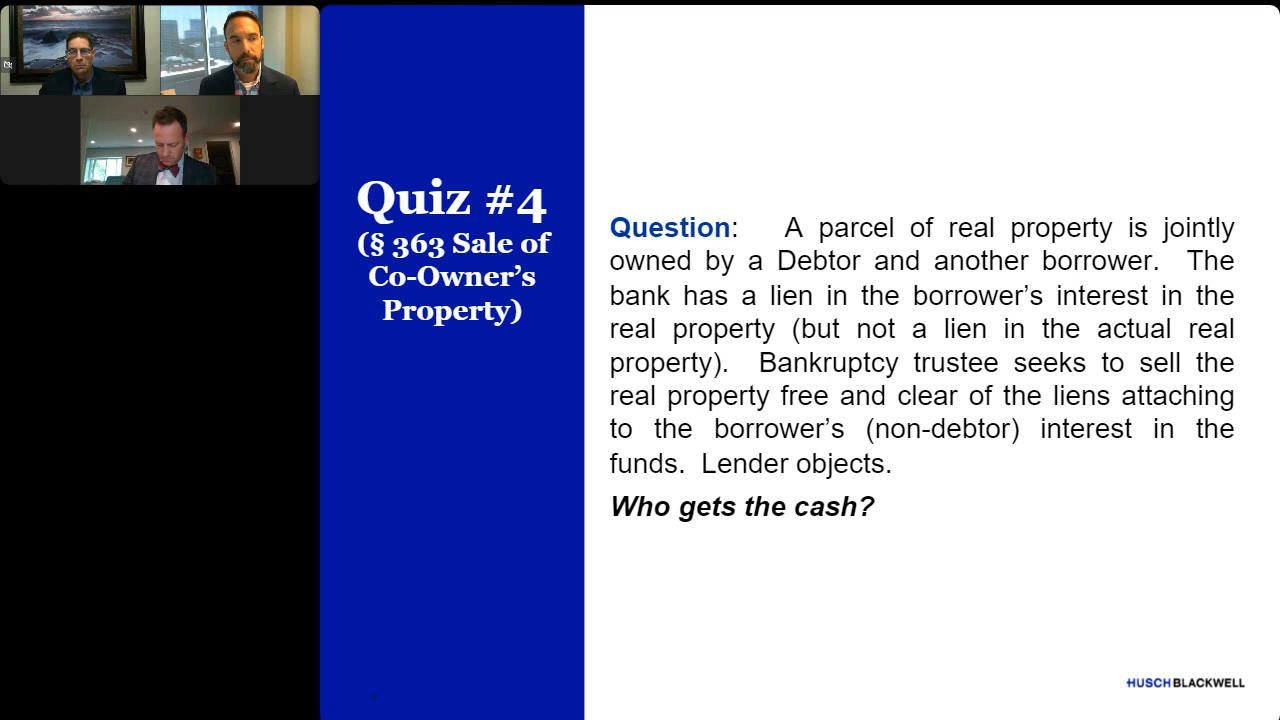 Quiz #4
(§ 363 Sale of
Co-Owner’s
Property)
Question: A parcel of real property is jointly
owned by a Debtor and another borrower. The
bank has a lien in the borrower’s interest in the
real property (but not a lien in the actual real
property). Bankruptcy trustee seeks to sell the
real property free and clear of the liens attaching
to the borrower’s (non-debtor) interest in the
funds. Lender objects.
Who gets the cash?
HUSCHBLACKWELL